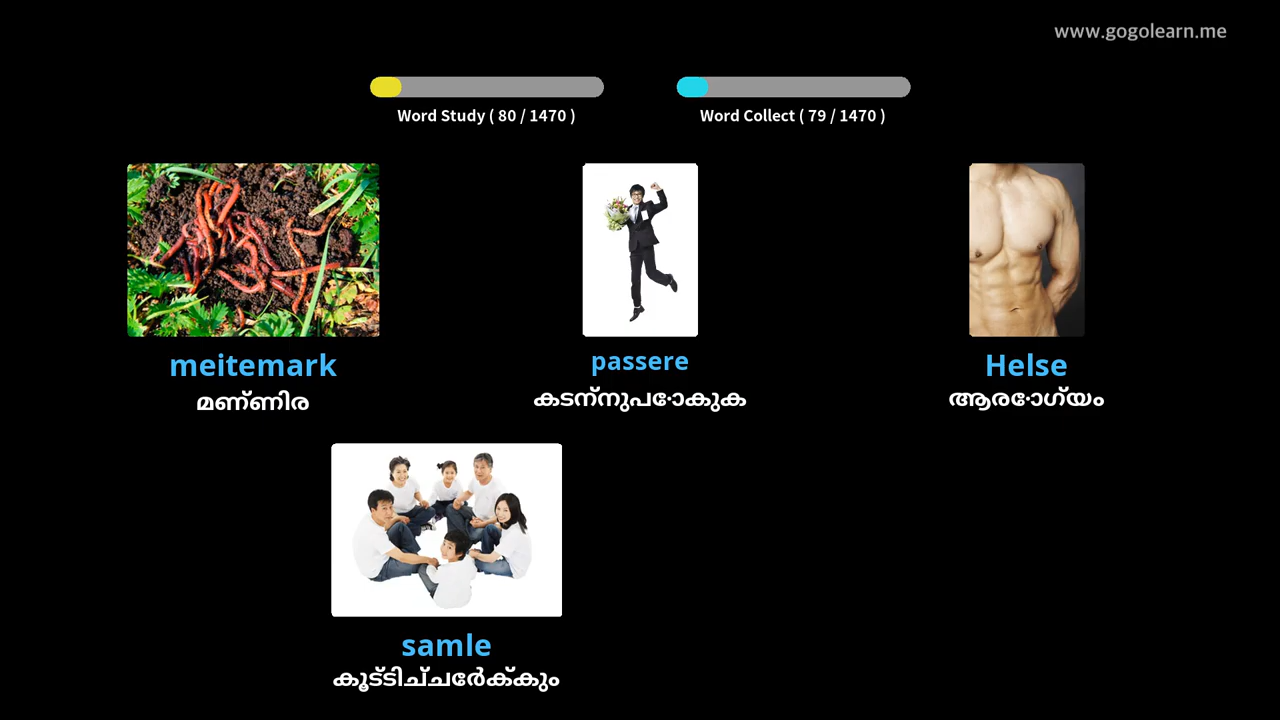 www.gogolearn.me
Word Study ( 80 / 1470 )
Word Collect ( 79 / 1470 )
meitemark
മണ്ണിര
passere
കടന്നുപോകുക
Helse
ആരോഗ്യം
samle
കൂട്ടിച്ചേർക്കും